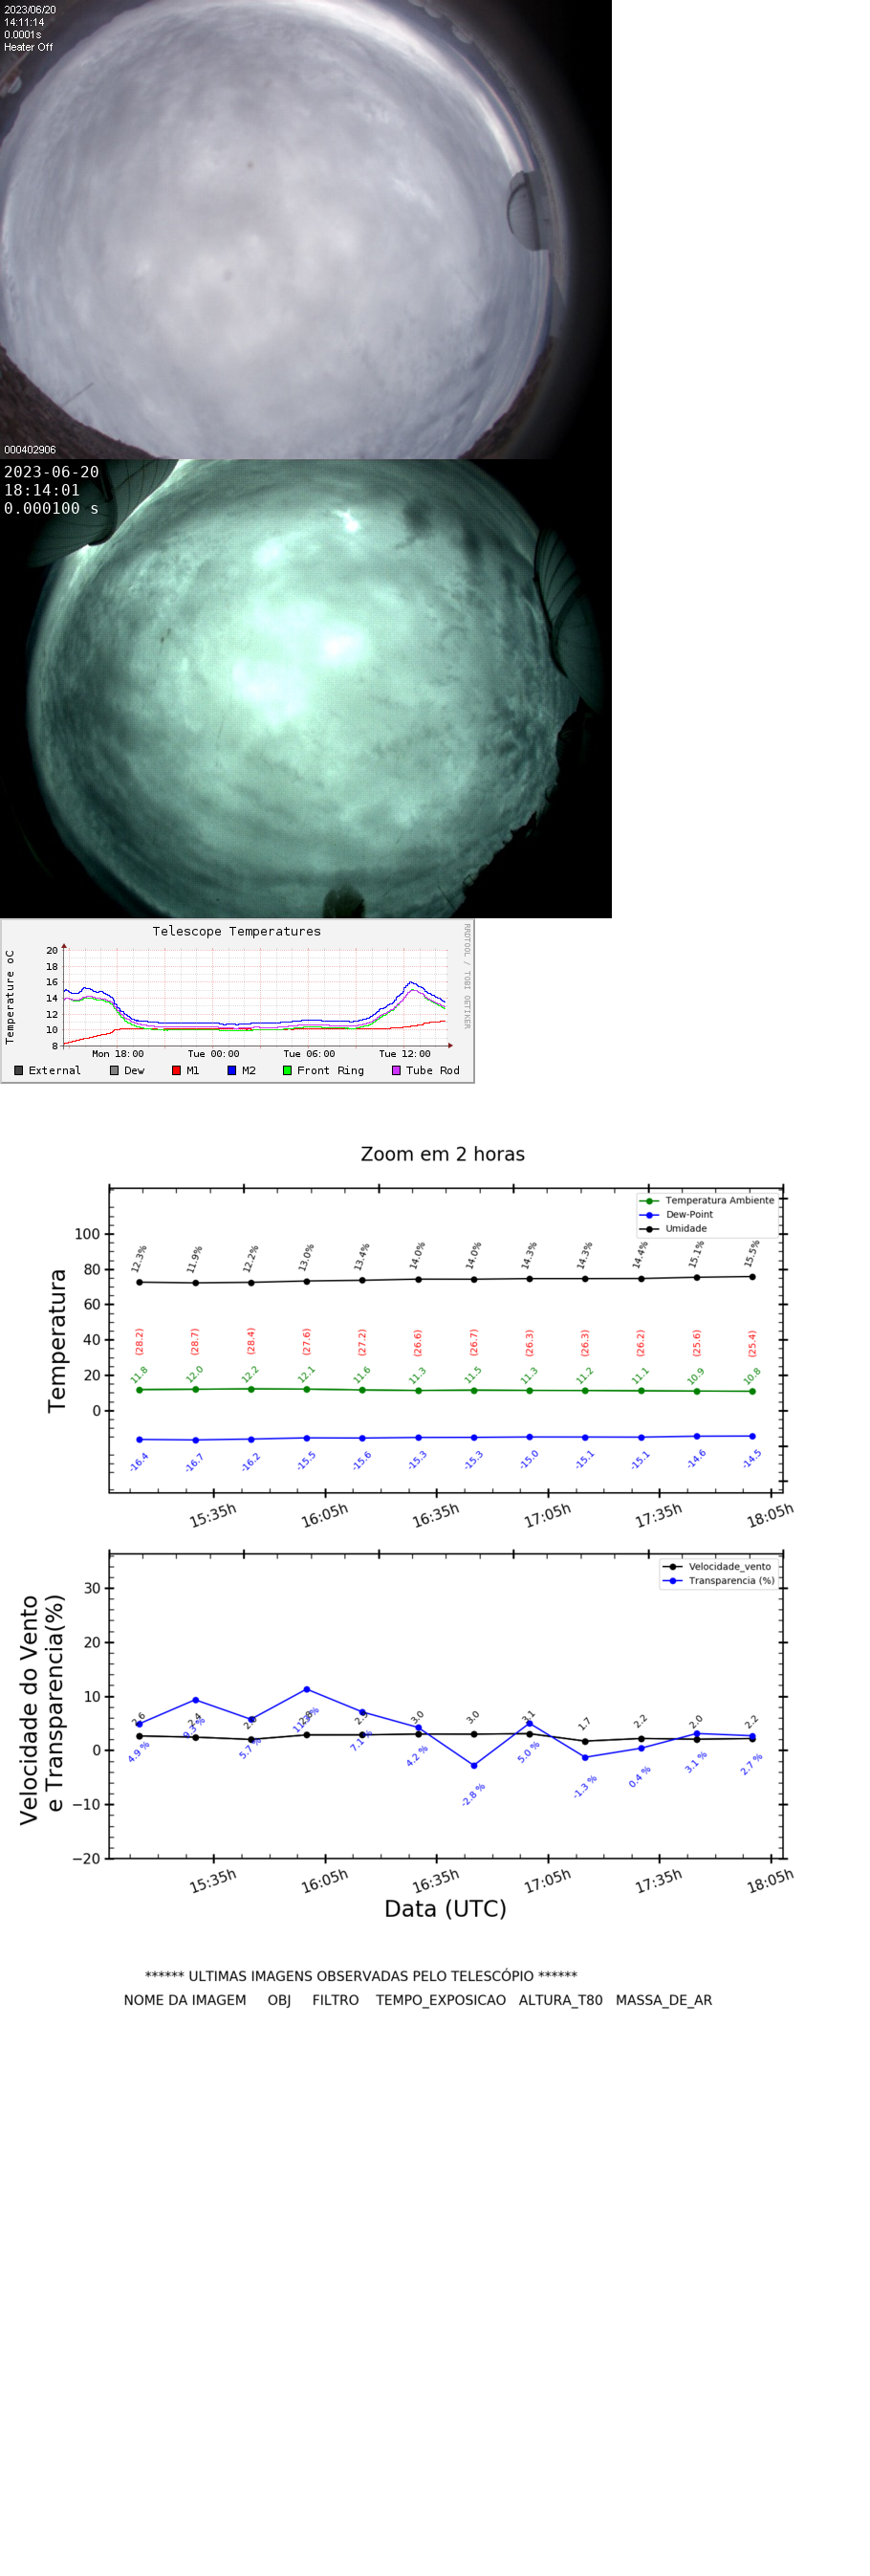 2023/06/20
14:11:14
0.0001s
Heater Off
000402906
2023-06-20
18:14:01
0.000100 s
Telescope Temperatures
RRDTOOL / TOBI OETIKER
Temperature oC
20
18
16
14
12
10
8
Mon 18:00 Tue 00:00 Tue 06:00 Tue 12:00
External Dew M1 M2 Front Ring Tube Rod
Zoom em 2 horas
Temperatura Ambiente
Dew-Point
Umidade
Temperatura
100
80
60
40
20
0
12.3% 11.9% 12.2% 13.0% 13.4% 14.0% 14.0% 14.3% 14.3% 14.4% 15.1% 15.5%
(28.2) (28.7) (28.4) (27.6) (27.2) (26.6) (26.7) (26.3) (26.3) (26.2) (25.6) (25.4)
11.8 12.0 12.2 12.1 11.6 11.3 11.5 11.3 11.2 11.1 10.9 10.8
-16.4 -16.7 -16.2 -15.5 -15.6 -15.3 -15.3 -15.0 -15.1 -15.1 -14.6 -14.5
15:35h 16:05h 16:35h 17:05h 17:35h 18:05h
Velocidade_vento
Transparencia (%)
Velocidade do Vento
e Transparencia(%)
30
20
10
0
−10
−20
2.6 2.4 3.0 3.0 3.1 1.7 2.2 2.0 2.2
4.9 % 9.3 % 5.7 % 7.1 % 4.2 % -2.8 % 5.0 % -1.3 % 0.4 % 3.1 % 2.7 %
15:35h 16:05h 16:35h 17:05h 17:35h 18:05h
Data (UTC)
****** ULTIMAS IMAGENS OBSERVADAS PELO TELESCÓPIO ******
NOME DA IMAGEM OBJ FILTRO TEMPO_EXPOSICAO ALTURA_T80 MASSA_DE_AR